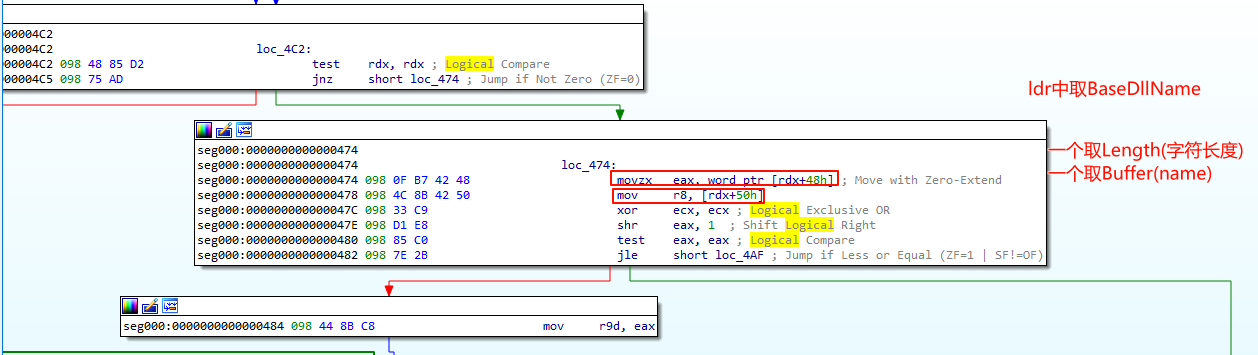 000004C2
000004C2 loc_4C2:
000004C2 098 48 85 D2 test rdx, rdx ; Logical Compare
000004C5 098 75 AD jnz short loc_474 ; Jump if Not Zero (ZF=0)
ldr中取BaseDllName
seg000:0000000000000474
seg000:0000000000000474 loc_474:
一个取Length(字符长度)
seg000:0000000000000474 098 0F B7 42 48 movzx eax, word ptr [rdx+48h] ; Move with Zero-Extend
一个取Buffer(name)
seg000:0000000000000478 098 4C 8B 42 50 mov r8, [rdx+50h]
seg000:000000000000047C 098 33 C9 xor ecx, ecx ; Logical Exclusive OR
seg000:000000000000047E 098 D1 E8 shr eax, 1 ; Shift Logical Right
seg000:0000000000000480 098 85 C0 test eax, eax ; Logical Compare
seg000:0000000000000482 098 7E 2B jle short loc_4AF ; Jump if Less or Equal (ZF=1 | SF!=OF)
seg000:0000000000000484 098 44 8B C8 mov r9d, eax